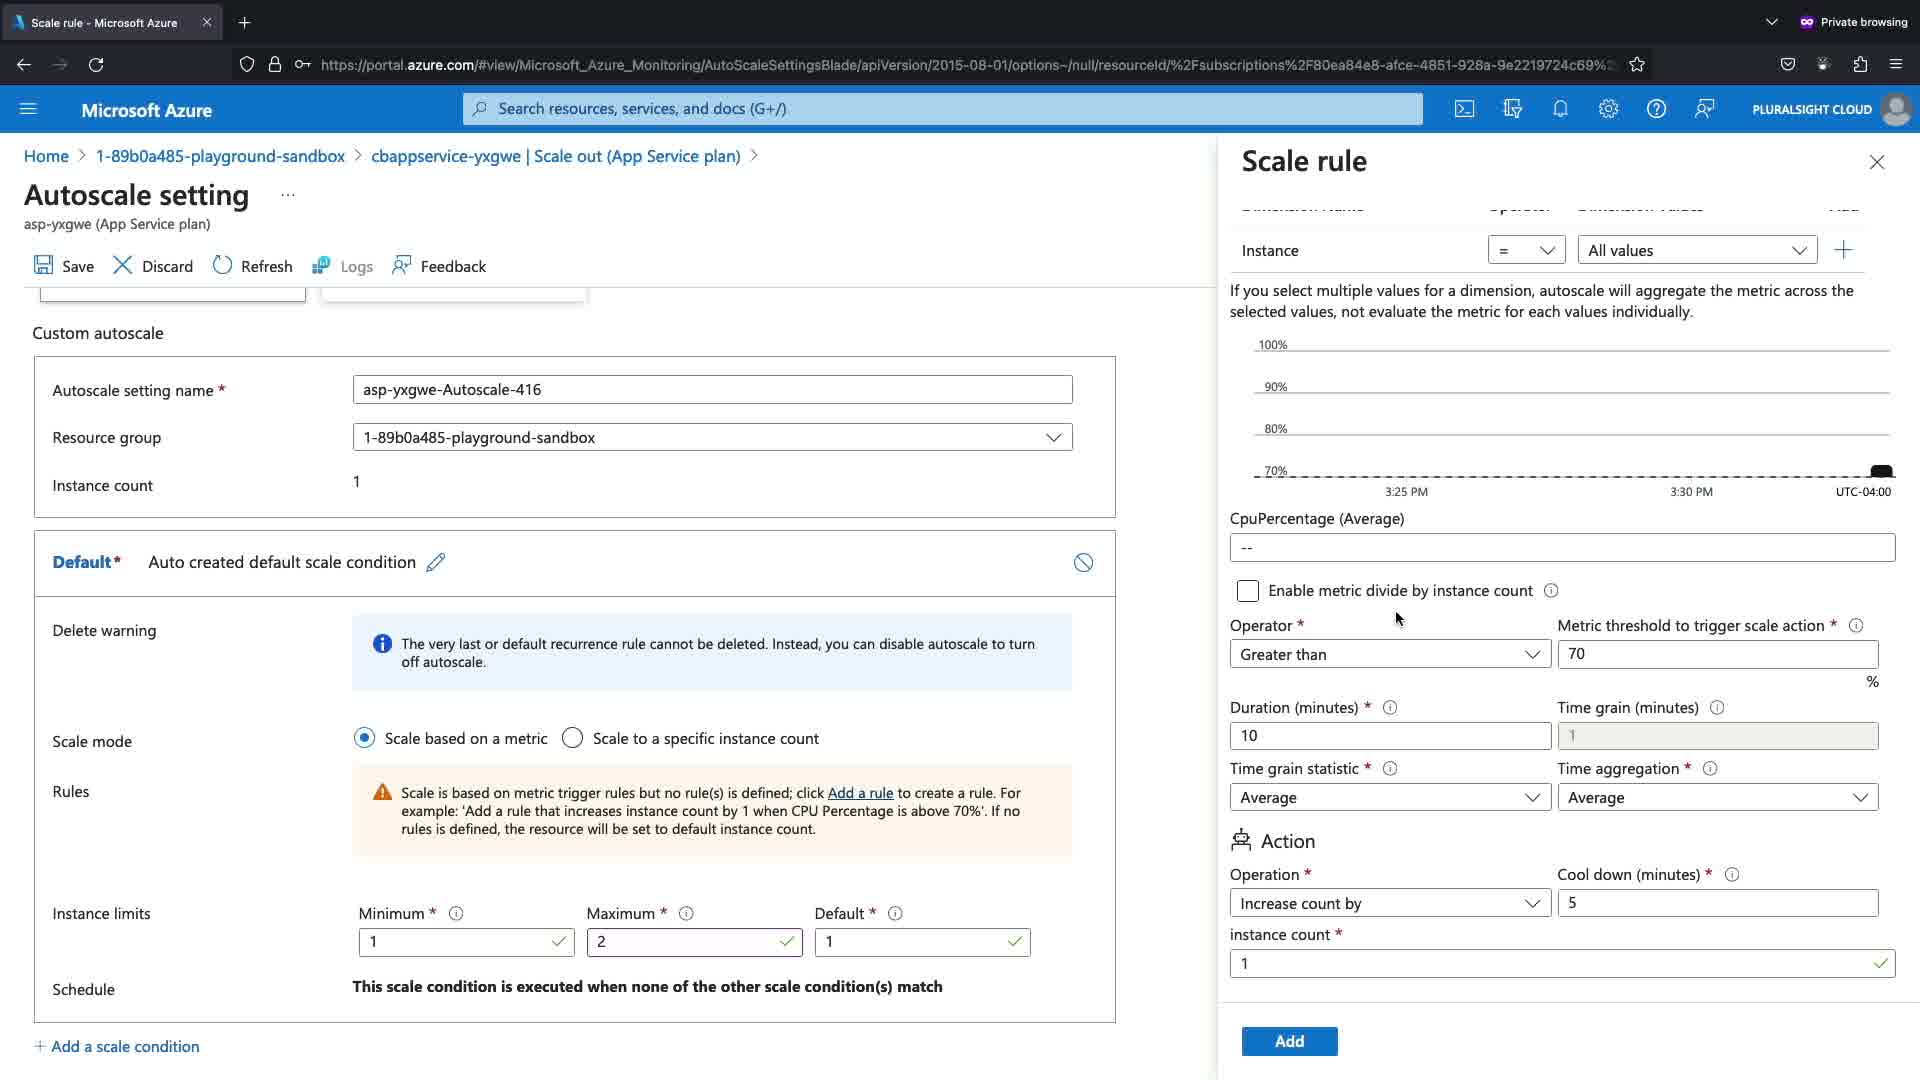 Scale rule - Microsoft Azure
Private browsing
https://portal.azure.com/#view/Microsoft_Azure_Monitoring/AutoScaleSettingsBlade/apiVersion/2015-08-01/options~/null/resourceId/%2Fsubscriptions%2F80ea84e8-afce-4851-928a-9e2219724c69%2
Microsoft Azure
Search resources, services, and docs (G+/)
PLURALSIGHT CLOUD
Home > 1-89b0a485-playground-sandbox > cbappservice-yxgwe | Scale out (App Service plan) >
Autoscale setting ...
asp-yxgwe (App Service plan)
Save Discard Refresh Logs Feedback
Custom autoscale
Autoscale setting name * asp-yxgwe-Autoscale-416
Resource group 1-89b0a485-playground-sandbox
Instance count 1
Default* Auto created default scale condition
Delete warning
The very last or default recurrence rule cannot be deleted. Instead, you can disable autoscale to turn
off autoscale.
Scale mode Scale based on a metric Scale to a specific instance count
Rules
Scale is based on metric trigger rules but no rule(s) is defined; click Add a rule to create a rule. For
example: 'Add a rule that increases instance count by 1 when CPU Percentage is above 70%'. If no
rules is defined, the resource will be set to default instance count.
Instance limits Minimum * Maximum * Default *
1 2 1
Schedule This scale condition is executed when none of the other scale condition(s) match
+ Add a scale condition
Scale rule
Instance = All values
If you select multiple values for a dimension, autoscale will aggregate the metric across the
selected values, not evaluate the metric for each values individually.
100%
90%
80%
70%
3:25 PM 3:30 PM UTC-04:00
CpuPercentage (Average)
--
Enable metric divide by instance count
Operator * Metric threshold to trigger scale action *
Greater than 70
%
Duration (minutes) * Time grain (minutes)
10 1
Time grain statistic * Time aggregation *
Average Average
Action
Operation * Cool down (minutes) *
Increase count by 5
instance count *
1
Add